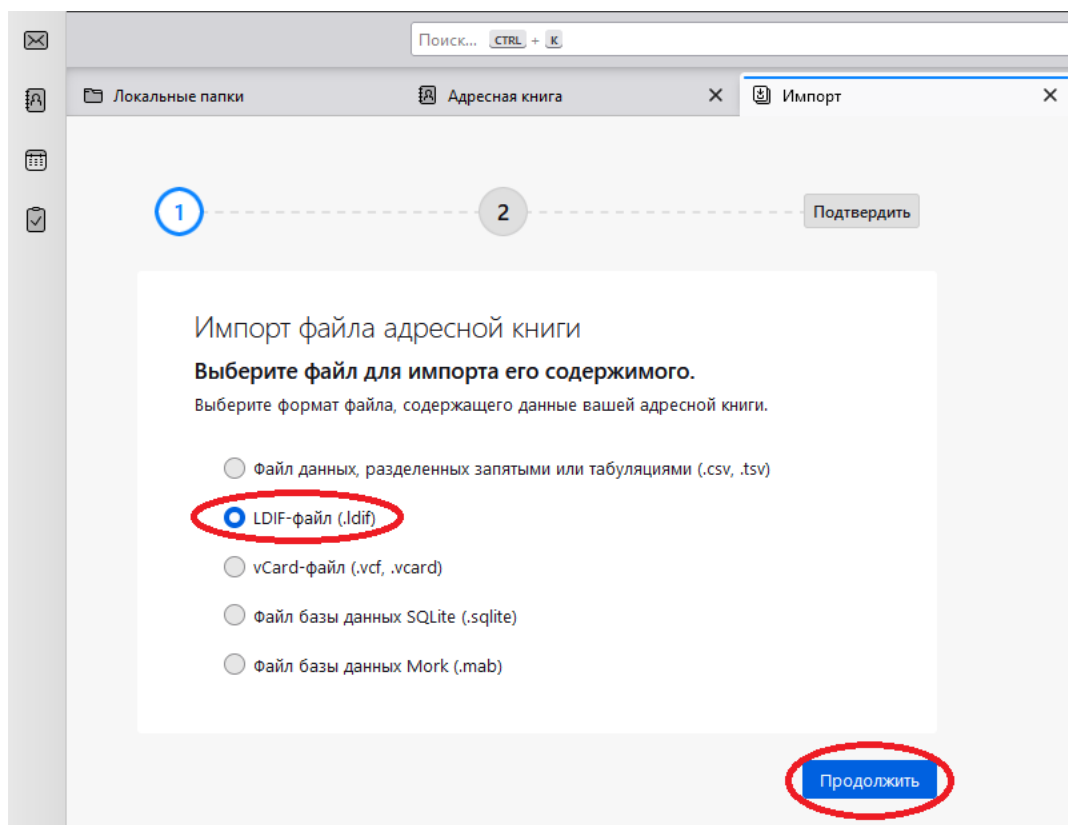 Поиск... CTRL + K
Локальные папки Адресная книга Импорт
1 2 Подтвердить
Импорт файла адресной книги
Выберите файл для импорта его содержимого.
Выберите формат файла, содержащего данные вашей адресной книги.
Файл данных, разделенных запятыми или табуляциями (.csv, .tsv)
LDIF-файл (.ldif)
vCard-файл (.vcf, .vcard)
Файл базы данных SQLite (.sqlite)
Файл базы данных Mork (.mab)
Продолжить